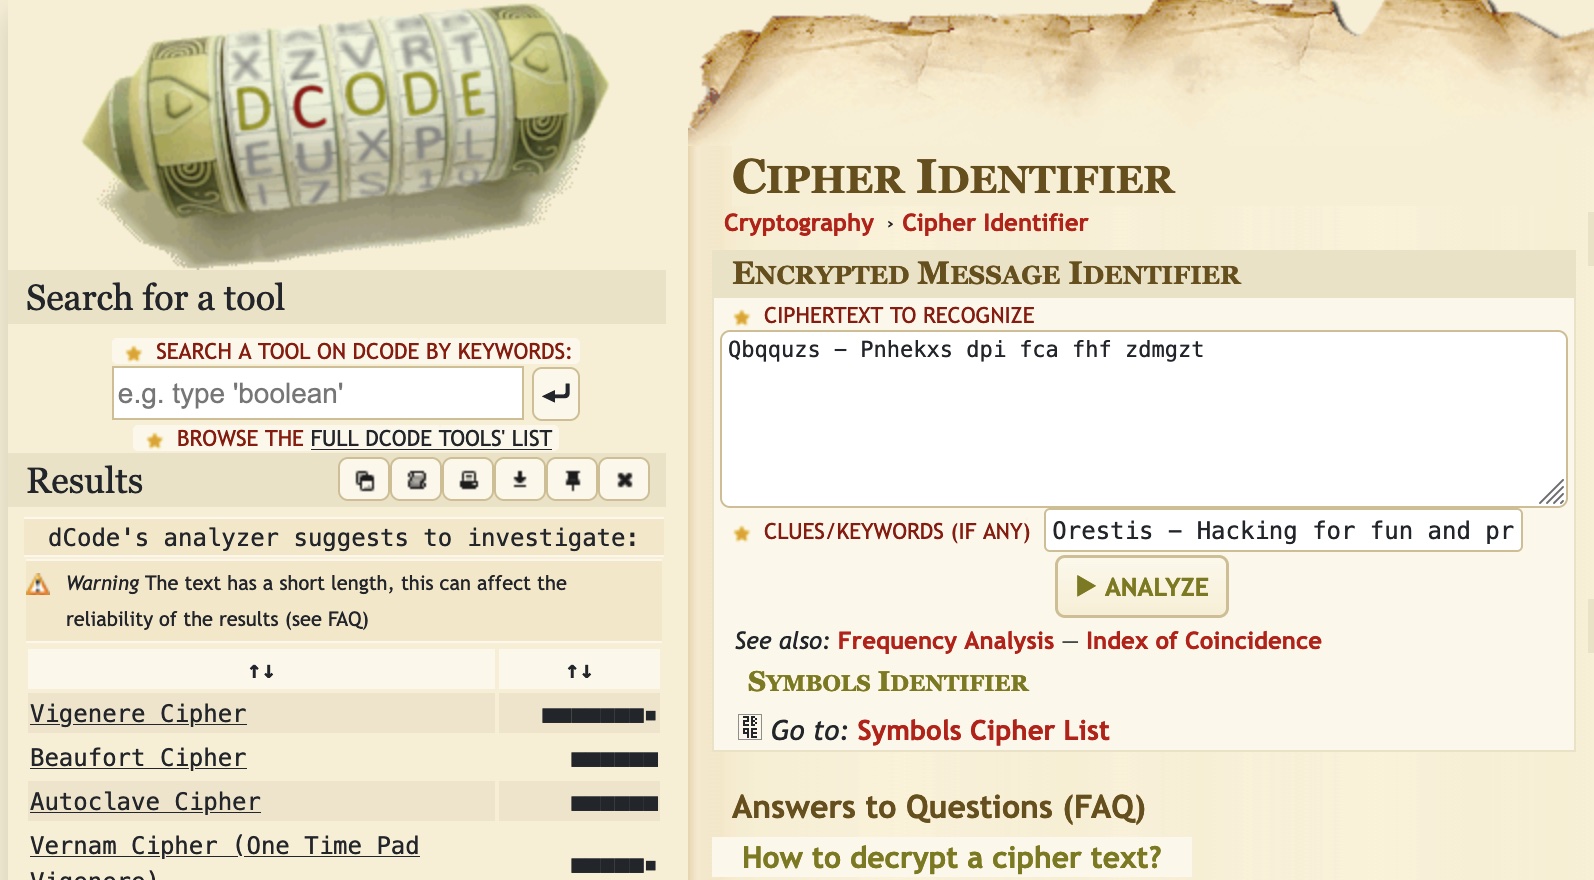 X Z V R T
D C O D E
E U X P L
Search for a tool
SEARCH A TOOL ON DCODE BY KEYWORDS:
e.g. type 'boolean'
BROWSE THE FULL DCODE TOOLS' LIST
Results
dCode's analyzer suggests to investigate:
Warning The text has a short length, this can affect the
reliability of the results (see FAQ)
↑↓ ↑↓
Vigenere Cipher
Beaufort Cipher
Autoclave Cipher
Vernam Cipher (One Time Pad
Vigenere)
CIPHER IDENTIFIER
Cryptography › Cipher Identifier
ENCRYPTED MESSAGE IDENTIFIER
CIPHERTEXT TO RECOGNIZE
Qbqquzs – Pnhekxs dpi fca fhf zdmgzt
CLUES/KEYWORDS (IF ANY) Orestis – Hacking for fun and pr
ANALYZE
See also: Frequency Analysis — Index of Coincidence
SYMBOLS IDENTIFIER
Go to: Symbols Cipher List
Answers to Questions (FAQ)
How to decrypt a cipher text?